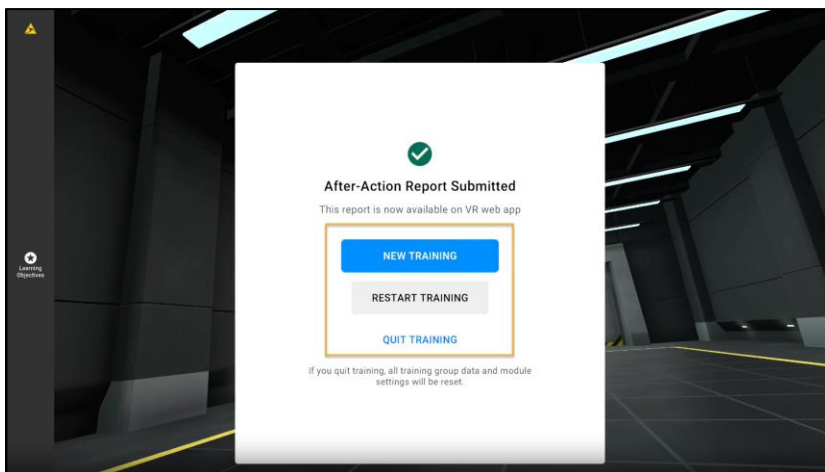 After-Action Report Submitted
This report is now available on VR web app
NEW TRAINING
RESTART TRAINING
QUIT TRAINING
If you quit training, all training group data and module
settings will be reset.
Learning
Objectives